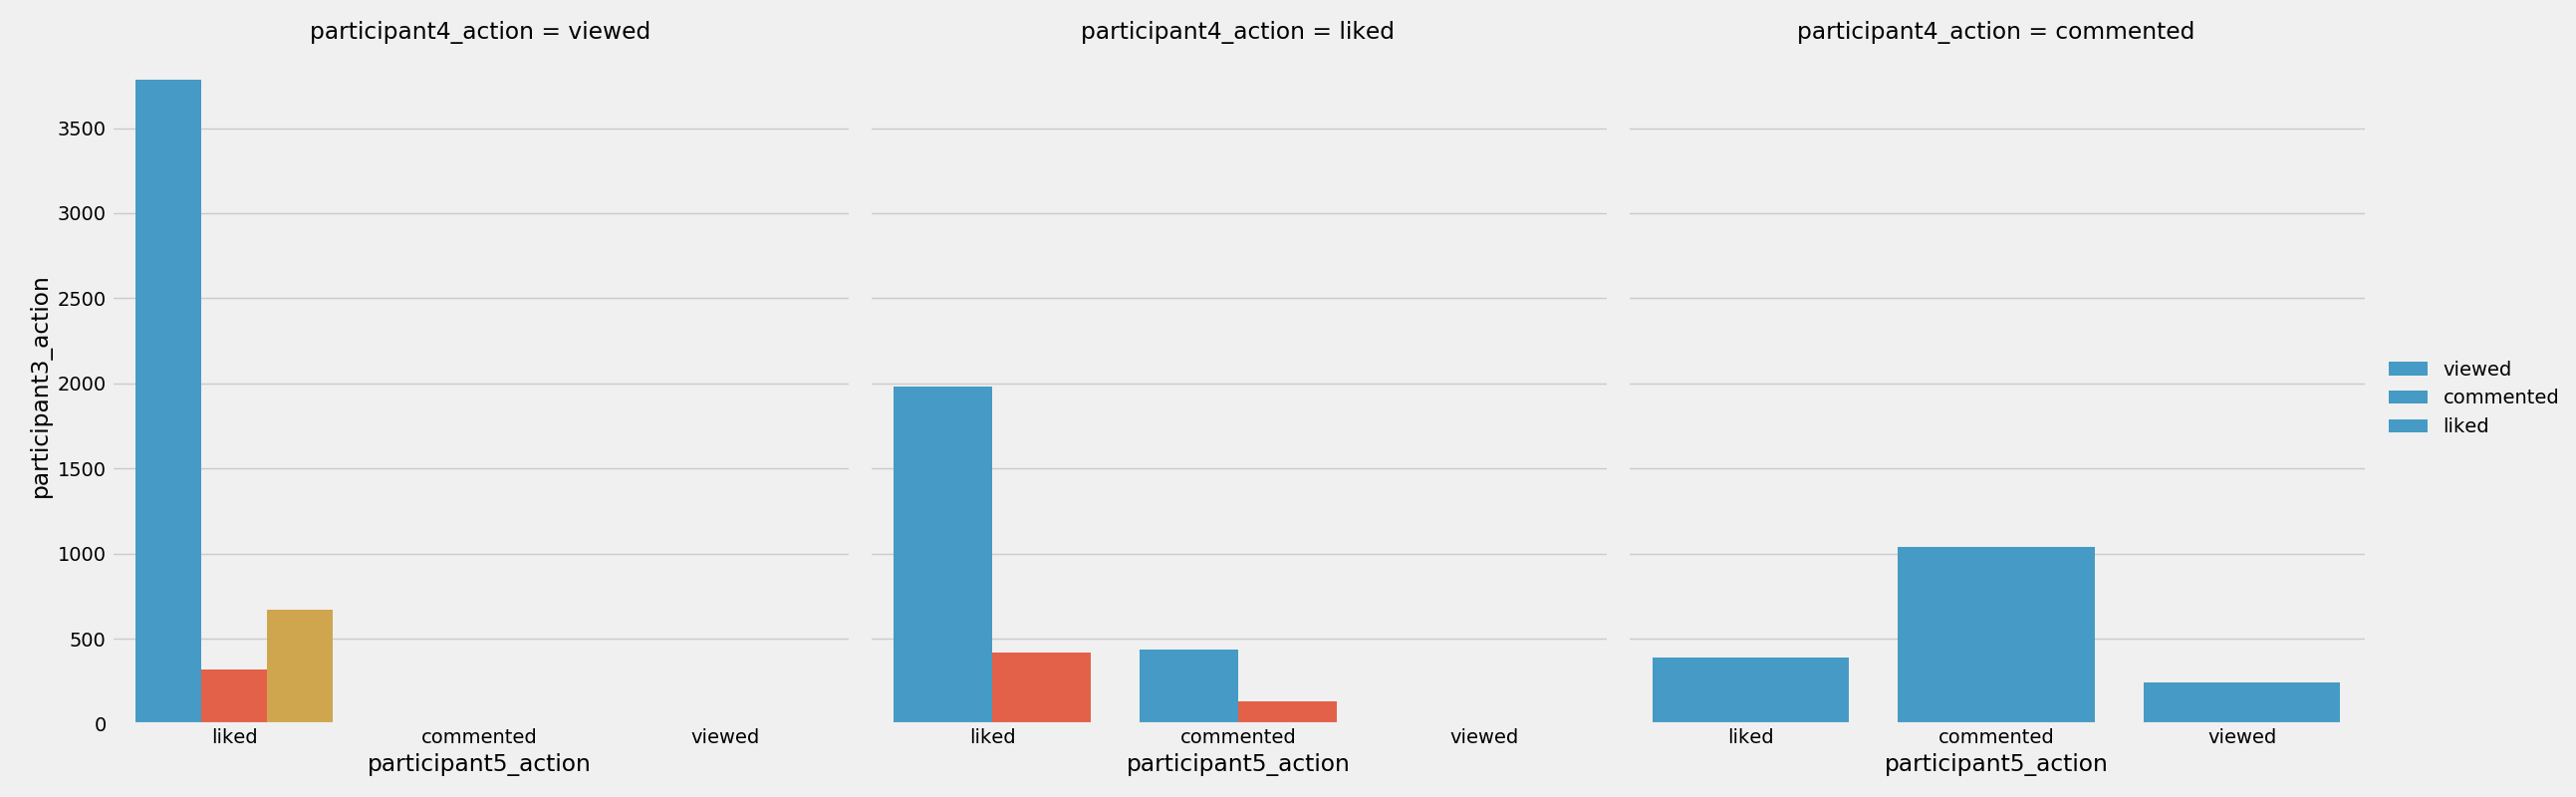 participant4_action = viewed
participant4_action = liked
participant4_action = commented
participant3_action
3500
3000
2500
2000
1500
1000
500
0
liked commented viewed
participant5_action
liked commented viewed
participant5_action
liked commented viewed
participant5_action
viewed
commented
liked